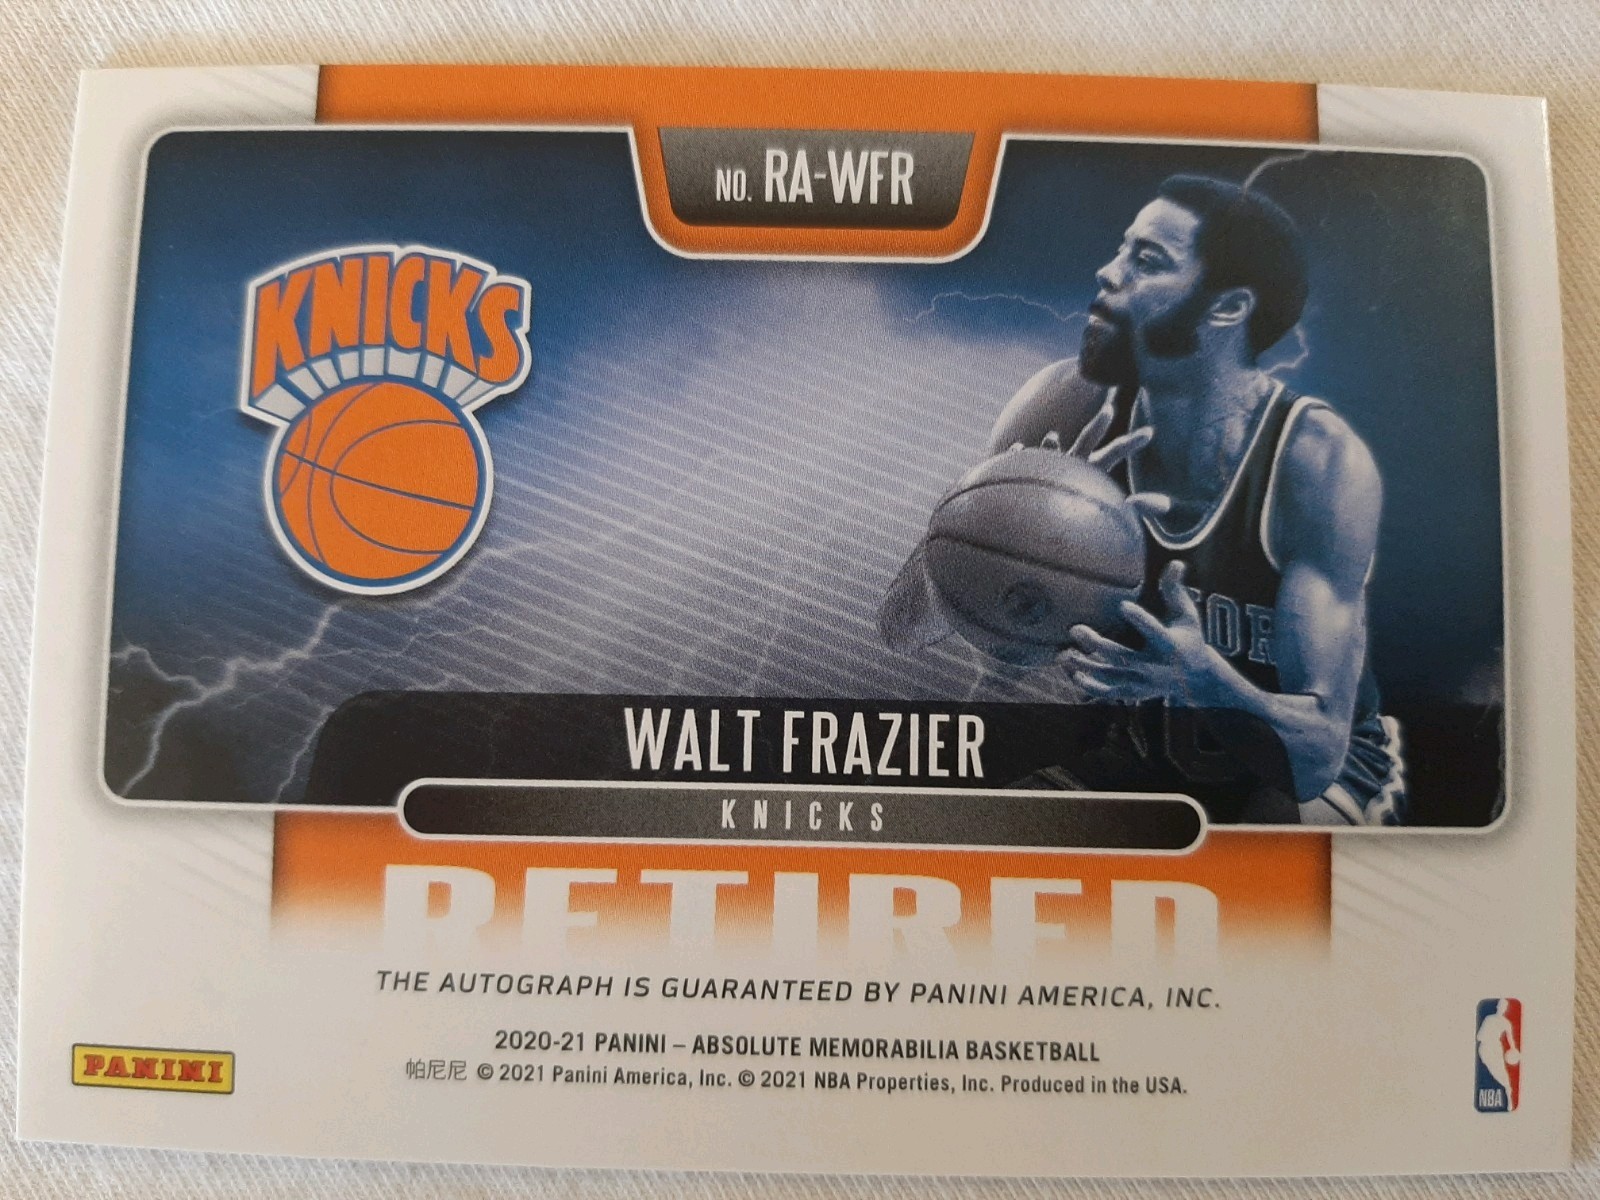 NO. RA-WFR
KNICKS
OR
WALT FRAZIER
KNICKS
RETIRED
THE AUTOGRAPH IS GUARANTEED BY PANINI AMERICA, INC.
2020-21 PANINI – ABSOLUTE MEMORABILIA BASKETBALL
帕尼尼 © 2021 Panini America, Inc. © 2021 NBA Properties, Inc. Produced in the USA.
PANINI
NBA